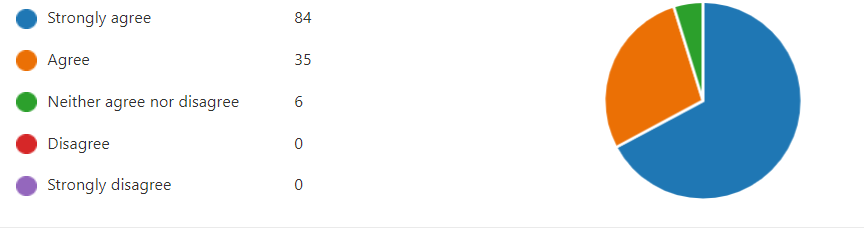 Strongly agree 84
Agree 35
Neither agree nor disagree 6
Disagree 0
Strongly disagree 0